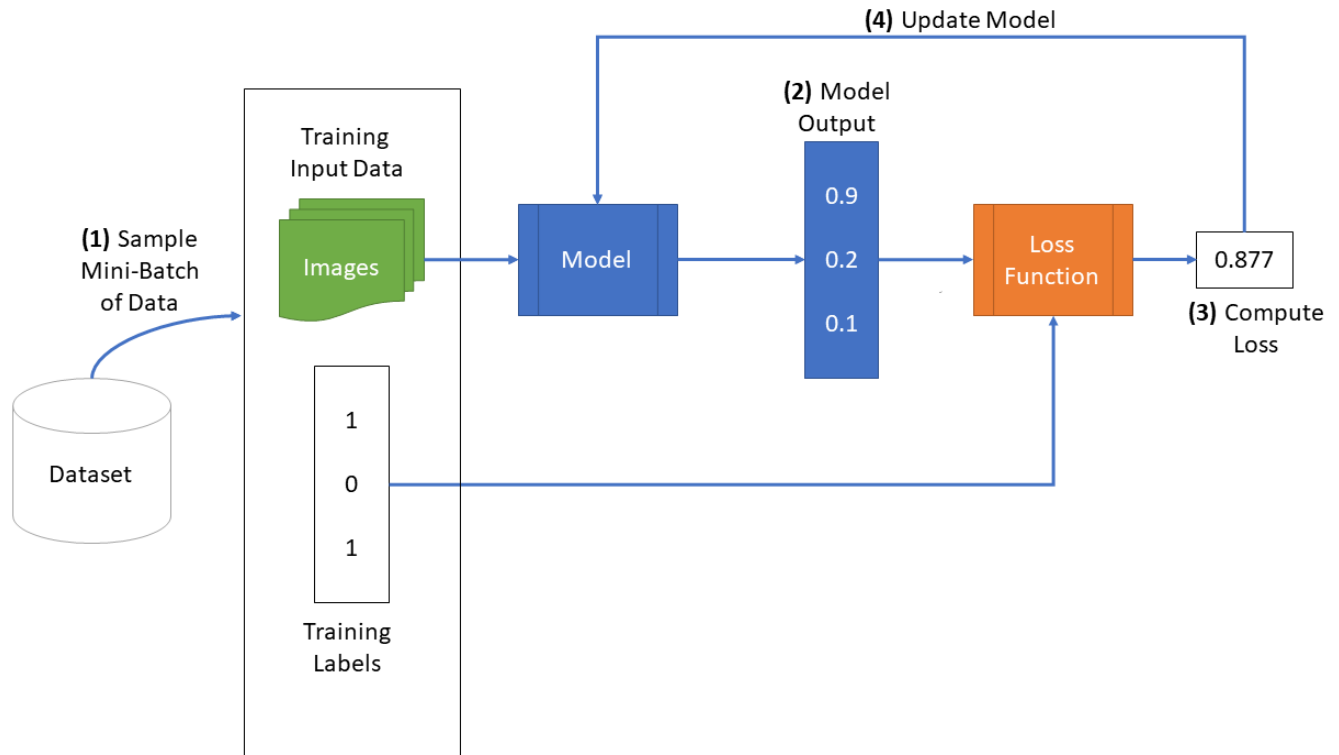 (4) Update Model
(2) Model
Output
Training
Input Data
0.9
(1) Sample
Mini-Batch
of Data
Images
Model
0.2
Loss
Function
0.877
0.1
(3) Compute
Loss
1
Dataset
0
1
Training
Labels